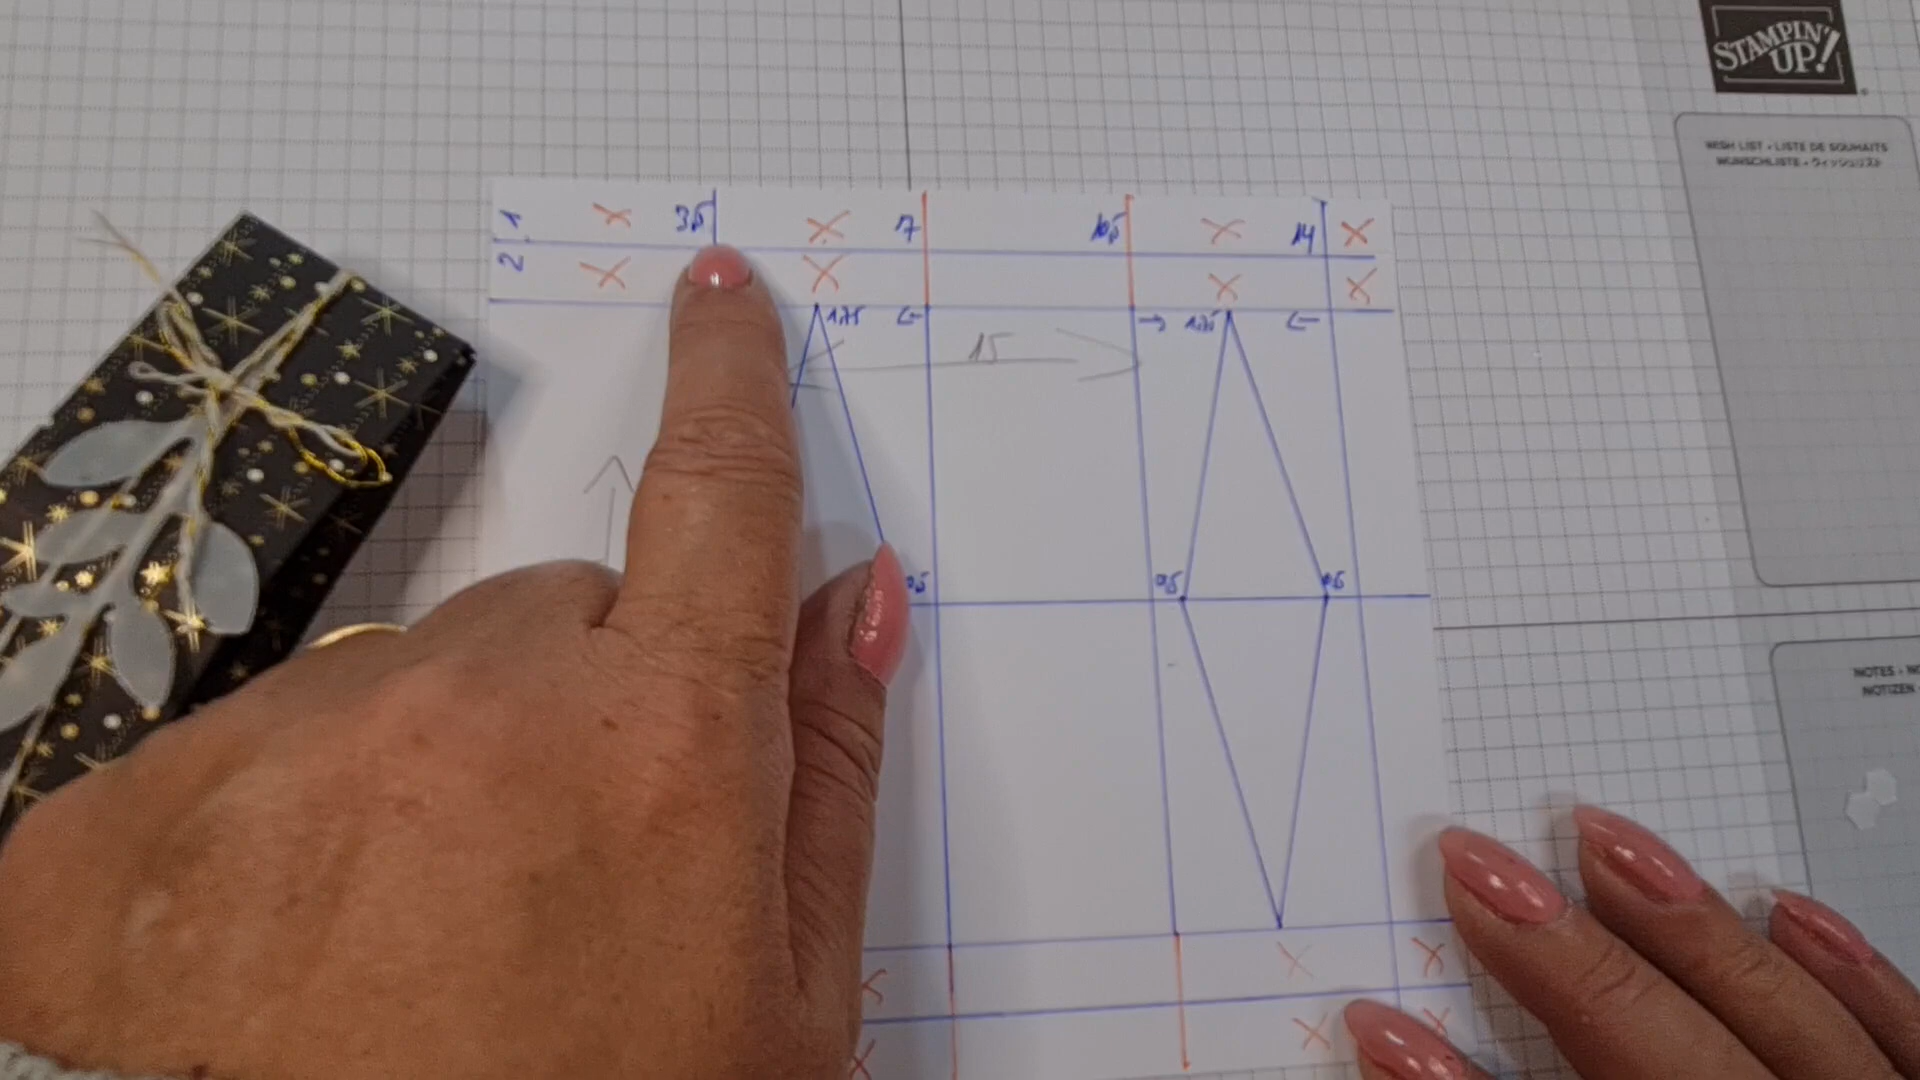 STAMPIN'
UP!
WISH LIST • LISTE DE SOUHAITS
WUNSCHLISTE • ウィッシュリスト
1 X 3,5 X 7 10,5 X 14 X
2 X X X X
1,75 ← → 1,75 ←
15
0,5 0,5 0,5
NOTES • NO
NOTIZEN
X X X
X X X